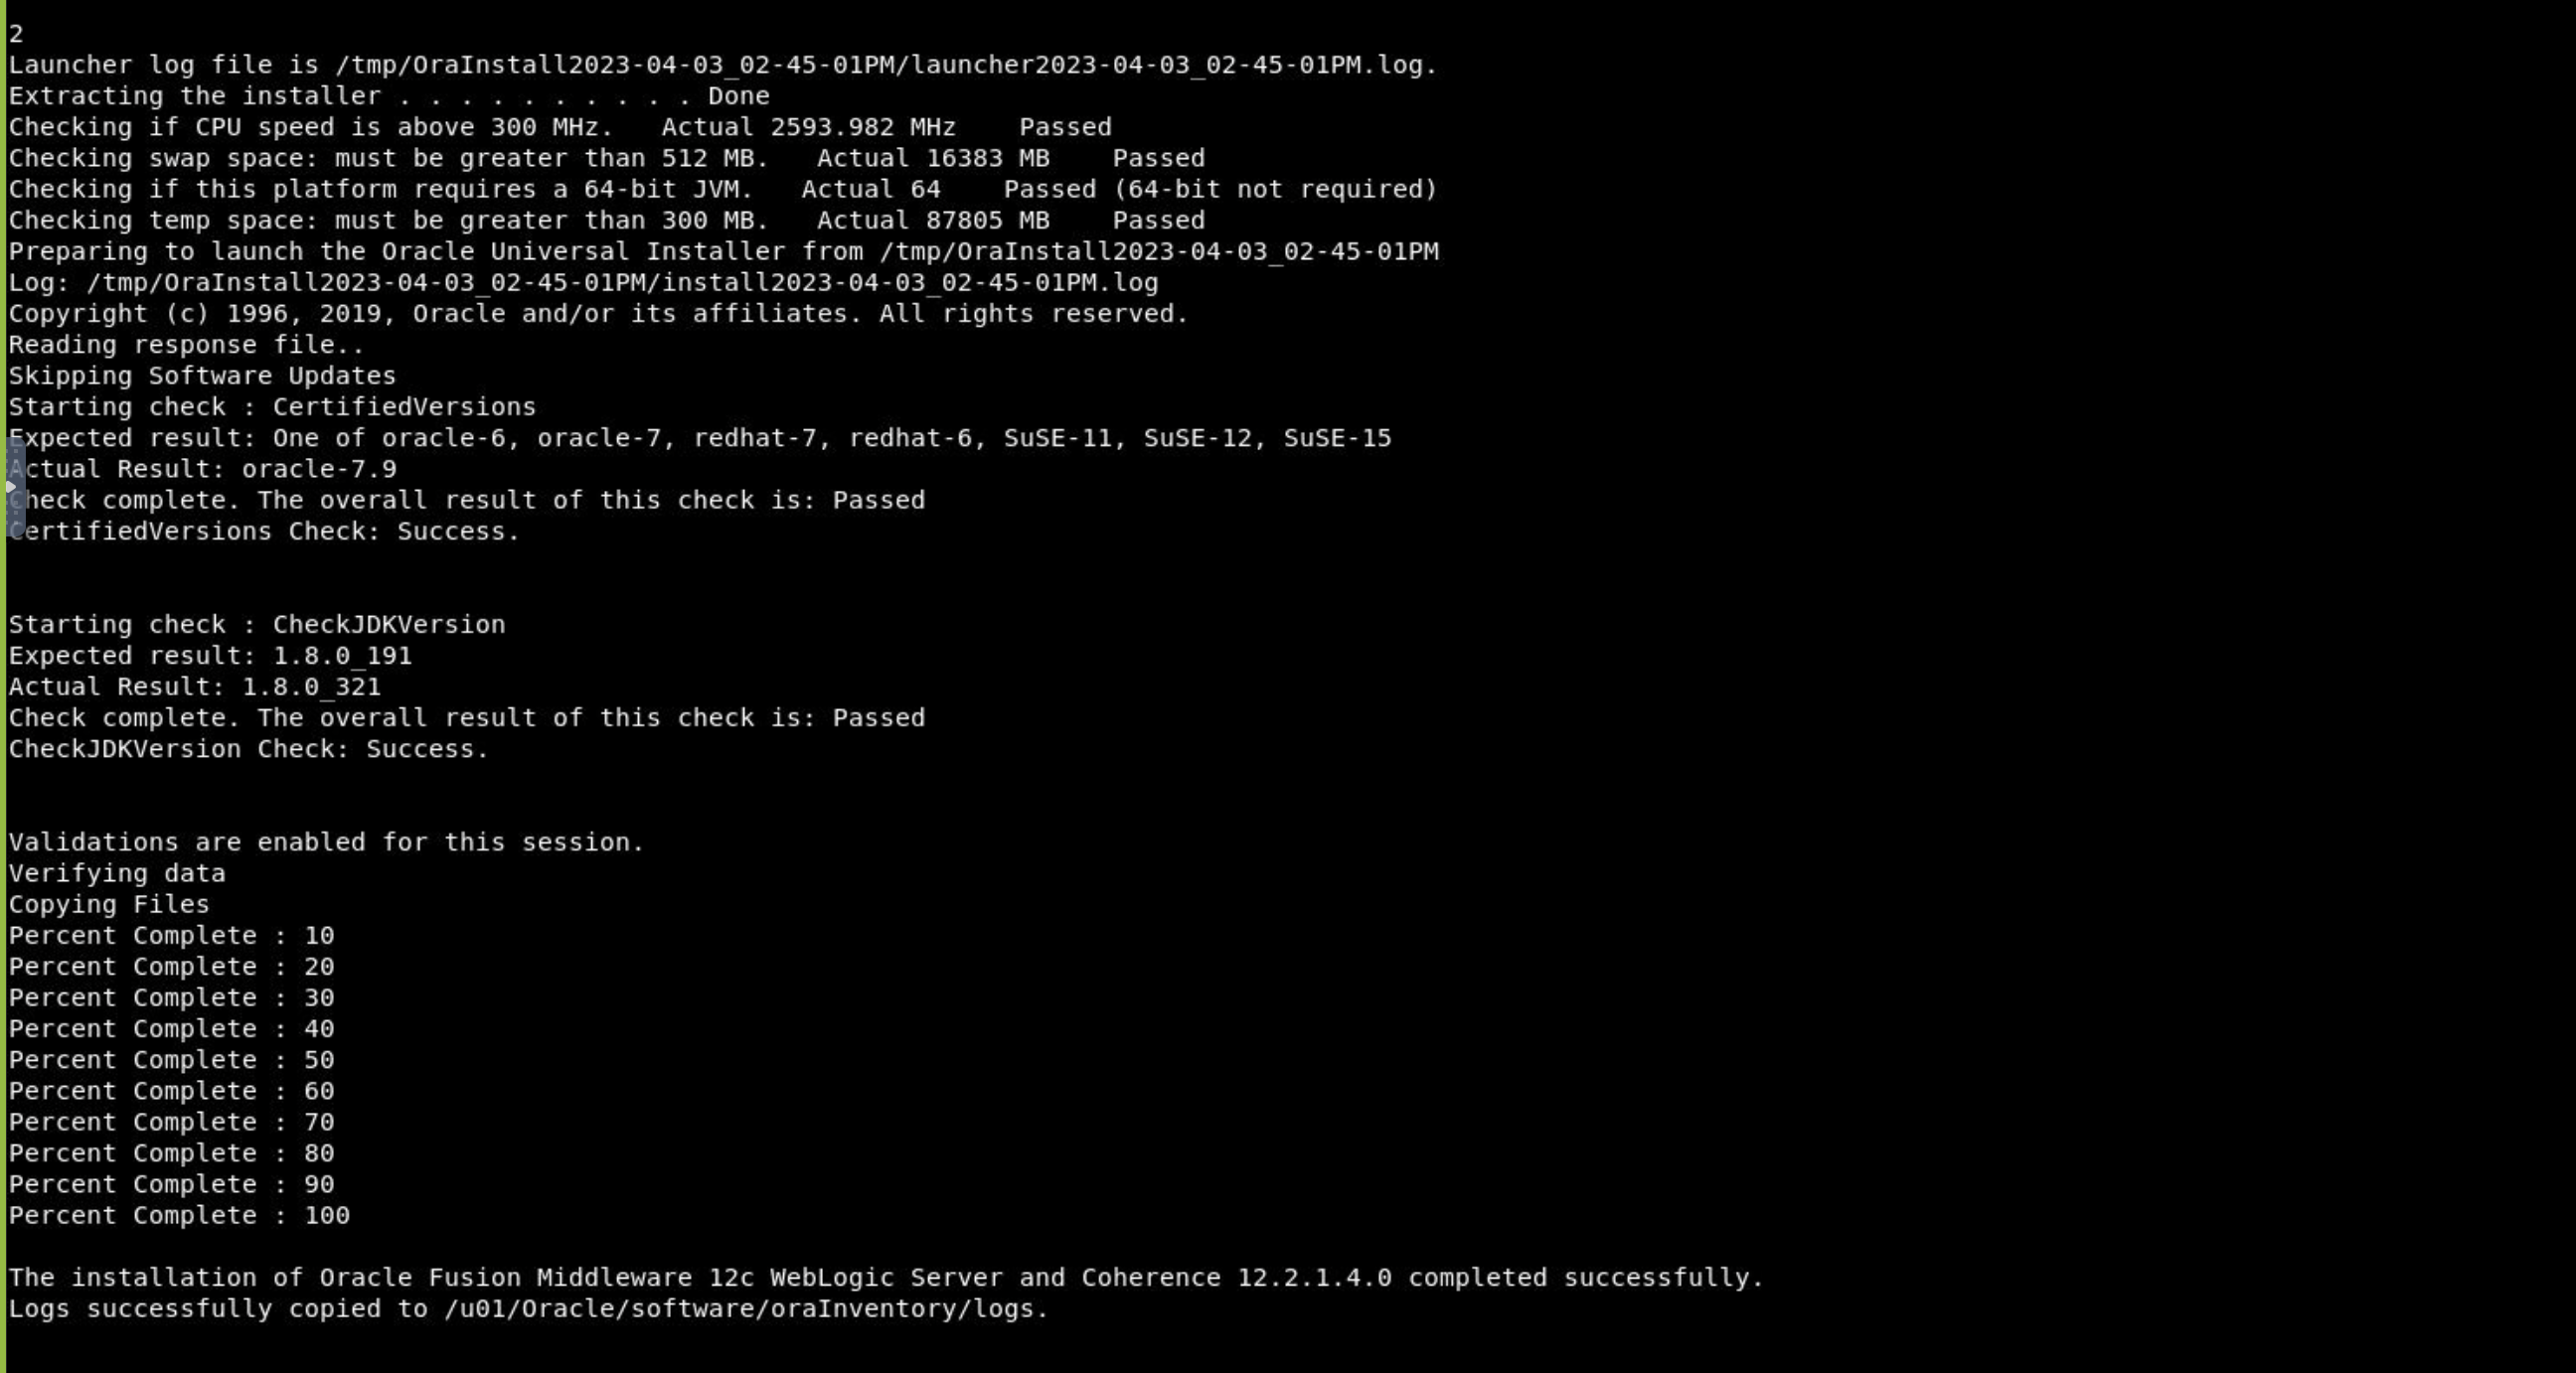 2
Launcher log file is /tmp/OraInstall2023-04-03_02-45-01PM/launcher2023-04-03_02-45-01PM.log.
Extracting the installer . . . . . . . . . . Done
Checking if CPU speed is above 300 MHz.   Actual 2593.982 MHz    Passed
Checking swap space: must be greater than 512 MB.   Actual 16383 MB    Passed
Checking if this platform requires a 64-bit JVM.   Actual 64    Passed (64-bit not required)
Checking temp space: must be greater than 300 MB.   Actual 87805 MB    Passed
Preparing to launch the Oracle Universal Installer from /tmp/OraInstall2023-04-03_02-45-01PM
Log: /tmp/OraInstall2023-04-03_02-45-01PM/install2023-04-03_02-45-01PM.log
Copyright (c) 1996, 2019, Oracle and/or its affiliates. All rights reserved.
Reading response file..
Skipping Software Updates
Starting check : CertifiedVersions
Expected result: One of oracle-6, oracle-7, redhat-7, redhat-6, SuSE-11, SuSE-12, SuSE-15
Actual Result: oracle-7.9
Check complete. The overall result of this check is: Passed
CertifiedVersions Check: Success.
Starting check : CheckJDKVersion
Expected result: 1.8.0_191
Actual Result: 1.8.0_321
Check complete. The overall result of this check is: Passed
CheckJDKVersion Check: Success.
Validations are enabled for this session.
Verifying data
Copying Files
Percent Complete : 10
Percent Complete : 20
Percent Complete : 30
Percent Complete : 40
Percent Complete : 50
Percent Complete : 60
Percent Complete : 70
Percent Complete : 80
Percent Complete : 90
Percent Complete : 100
The installation of Oracle Fusion Middleware 12c WebLogic Server and Coherence 12.2.1.4.0 completed successfully.
Logs successfully copied to /u01/Oracle/software/oraInventory/logs.